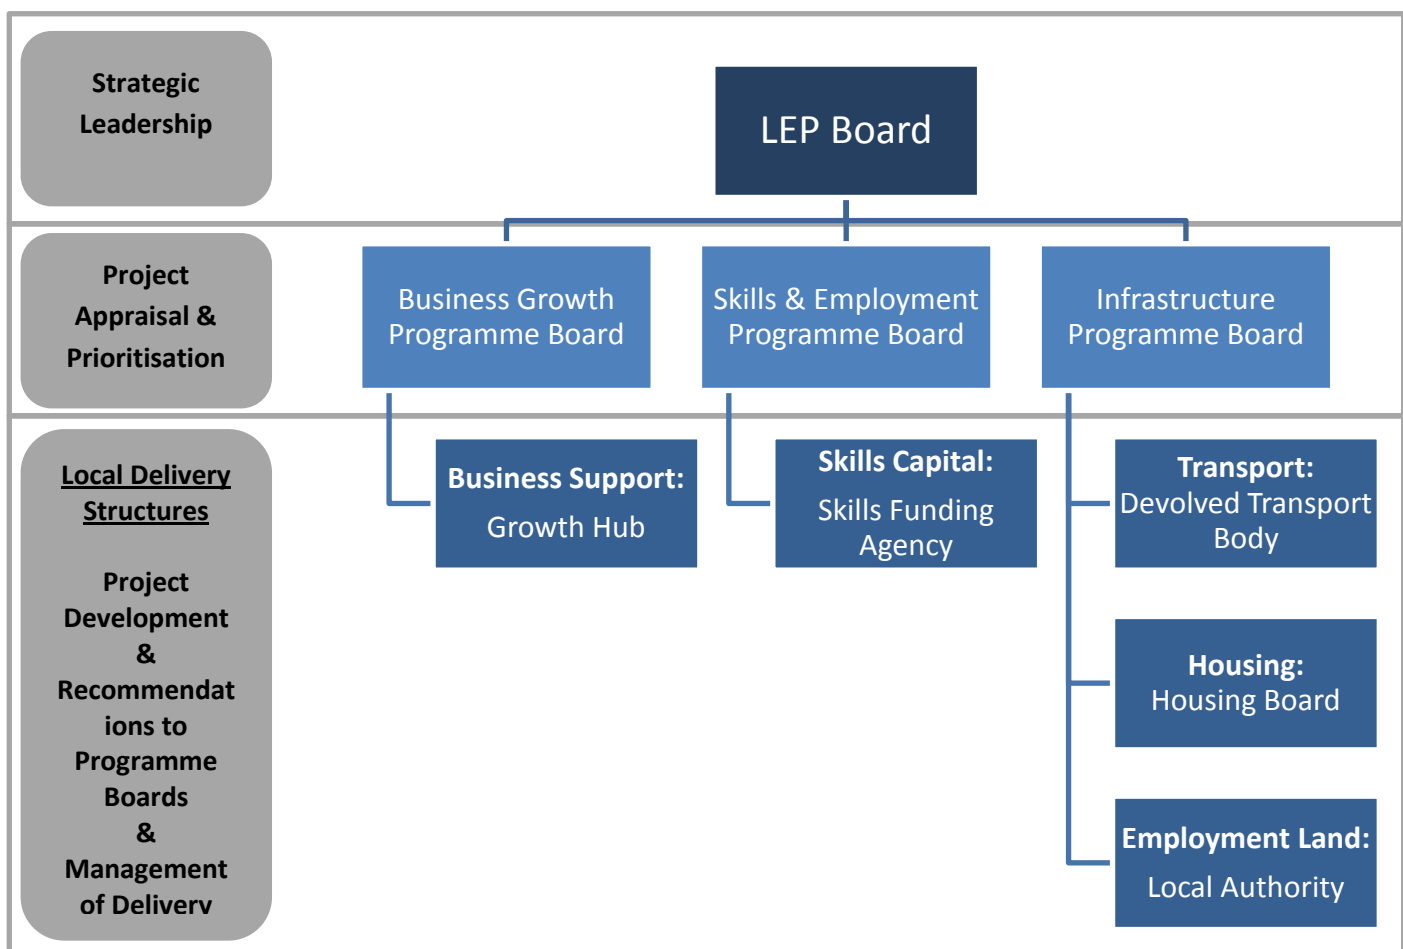 Strategic
Leadership
LEP Board
Project
Appraisal &
Prioritisation
Business Growth
Programme Board
Skills & Employment
Programme Board
Infrastructure
Programme Board
Local Delivery
Structures
Project
Development
&
Recommendat
ions to
Programme
Boards
&
Management
of Delivery
Business Support:
Growth Hub
Skills Capital:
Skills Funding
Agency
Transport:
Devolved Transport
Body
Housing:
Housing Board
Employment Land:
Local Authority